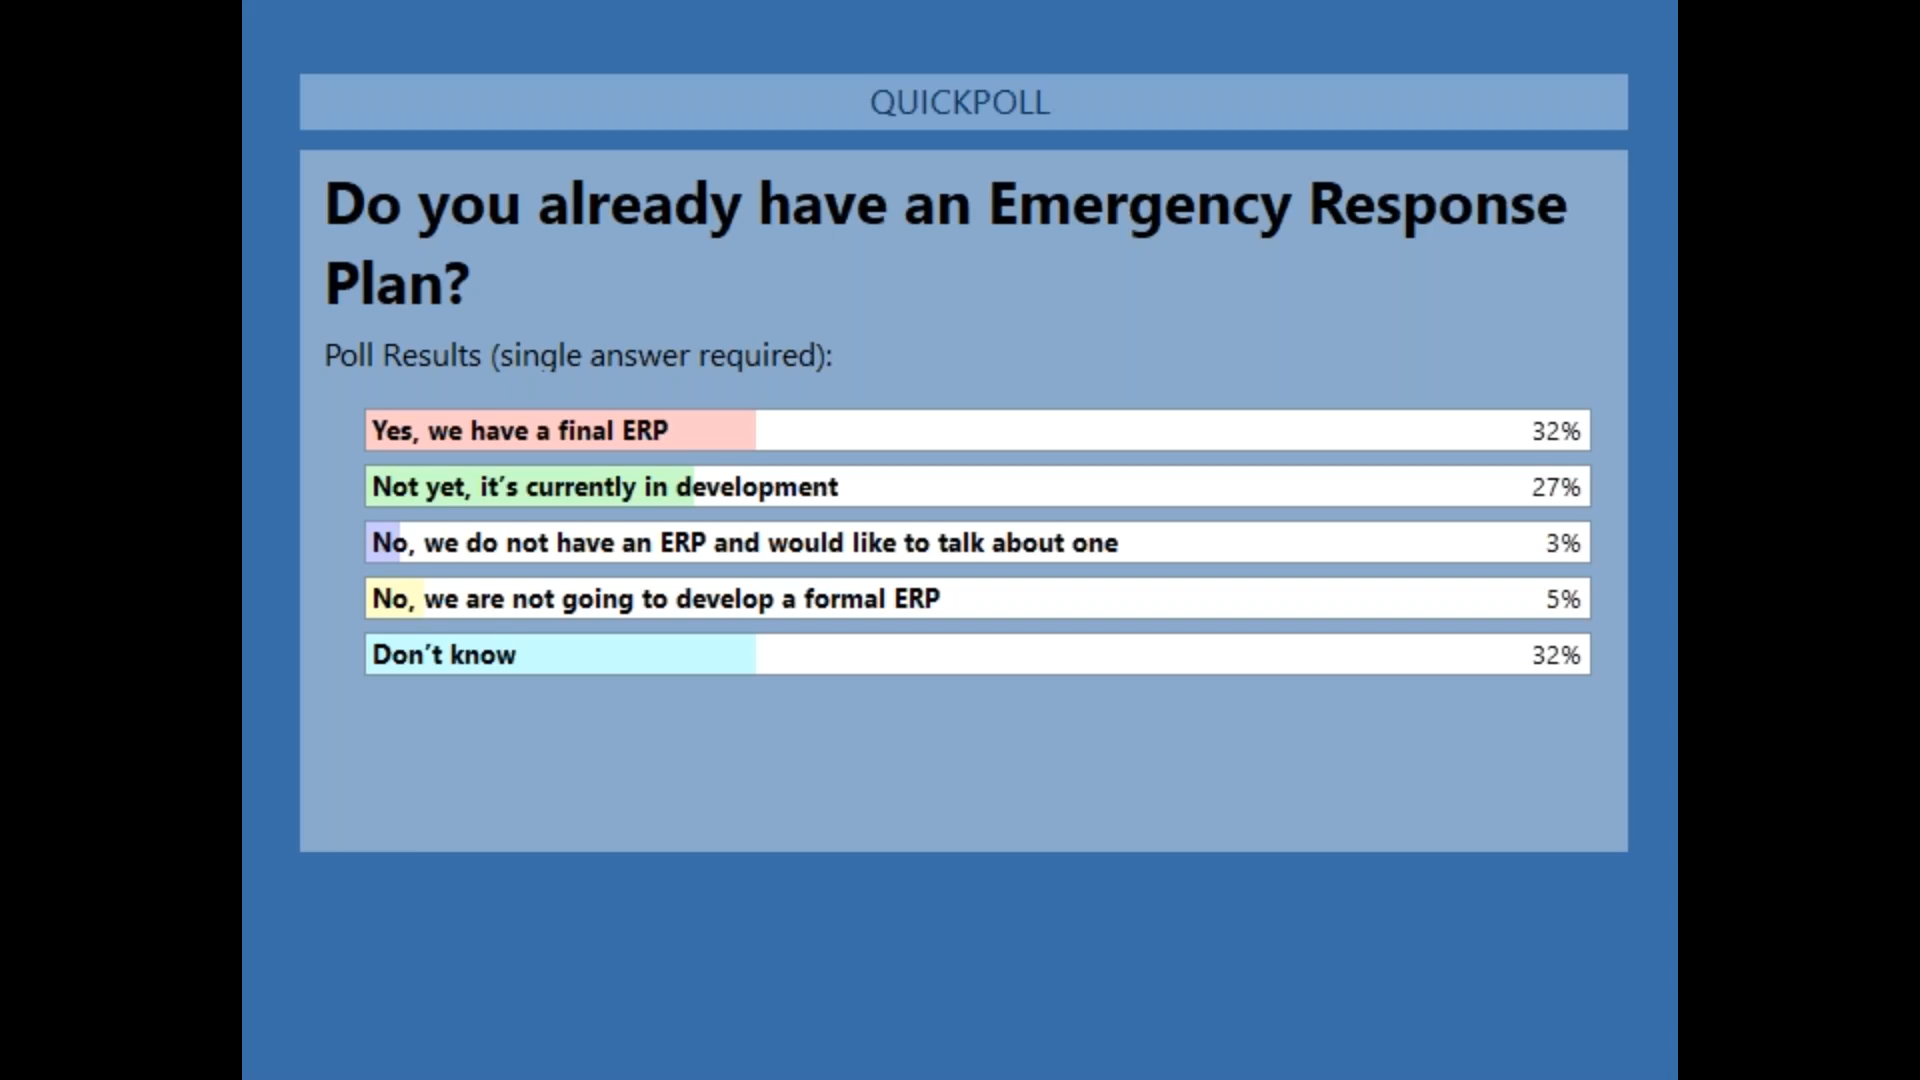 QUICKPOLL
Do you already have an Emergency Response
Plan?
Poll Results (single answer required):
Yes, we have a final ERP 32%
Not yet, it’s currently in development 27%
No, we do not have an ERP and would like to talk about one 3%
No, we are not going to develop a formal ERP 5%
Don’t know 32%